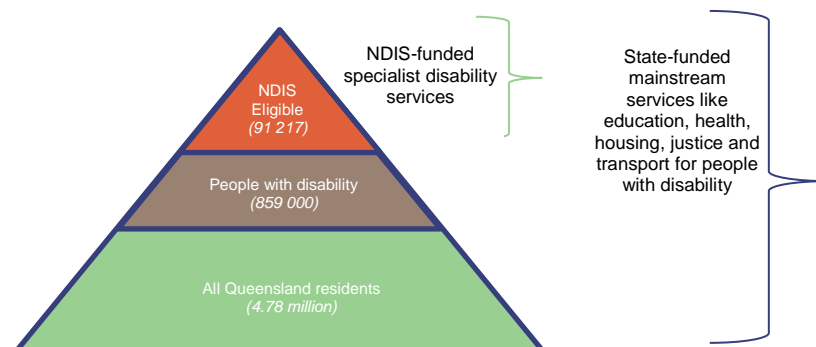 NDIS
Eligible
(91 217)
NDIS-funded
specialist disability
services
State-funded
mainstream
services like
education, health,
housing, justice and
transport for people
with disability
People with disability
(859 000)
All Queensland residents
(4.78 million)